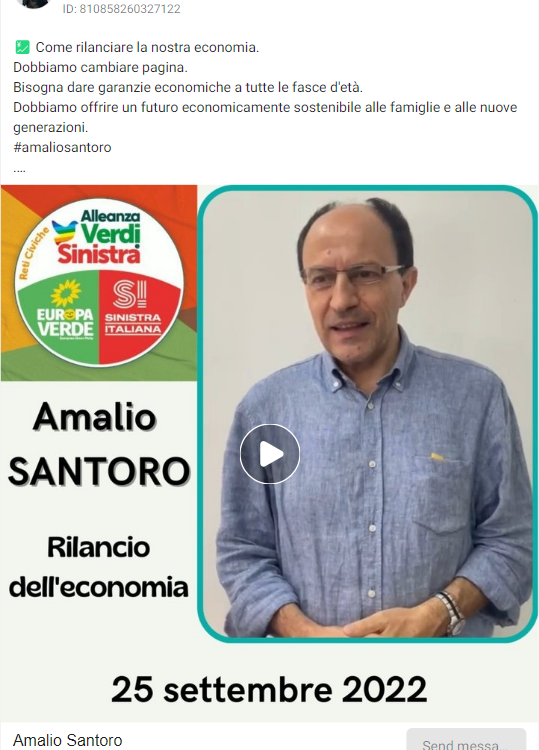 ID: 810858260327122
Come rilanciare la nostra economia.
Dobbiamo cambiare pagina.
Bisogna dare garanzie economiche a tutte le fasce d'età.
Dobbiamo offrire un futuro economicamente sostenibile alle famiglie e alle nuove
generazioni.
#amaliosantoro
....
Reti Civiche
Alleanza
Verdi
Sinistra
EUROPA
VERDE
SI
SINISTRA
ITALIANA
Amalio
SANTORO
Rilancio
dell'economia
25 settembre 2022
Amalio Santoro
Send messa...